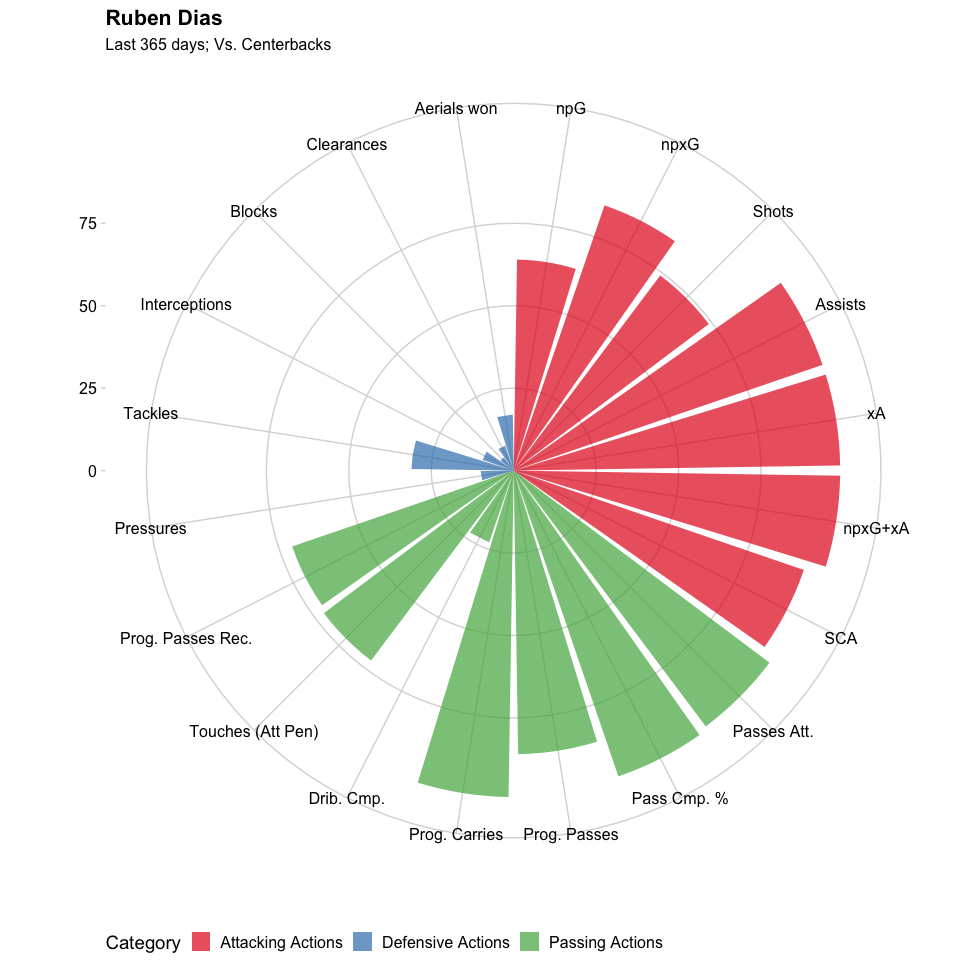 Ruben Dias
Last 365 days; Vs. Centerbacks
Aerials won
npG
Clearances
npxG
Blocks
Shots
75
Interceptions
50
Assists
25
Tackles
xA
0
Pressures
npxG+xA
Prog. Passes Rec.
SCA
Touches (Att Pen)
Passes Att.
Drib. Cmp.
Pass Cmp. %
Prog. Carries
Prog. Passes
Category
Attacking Actions
Defensive Actions
Passing Actions